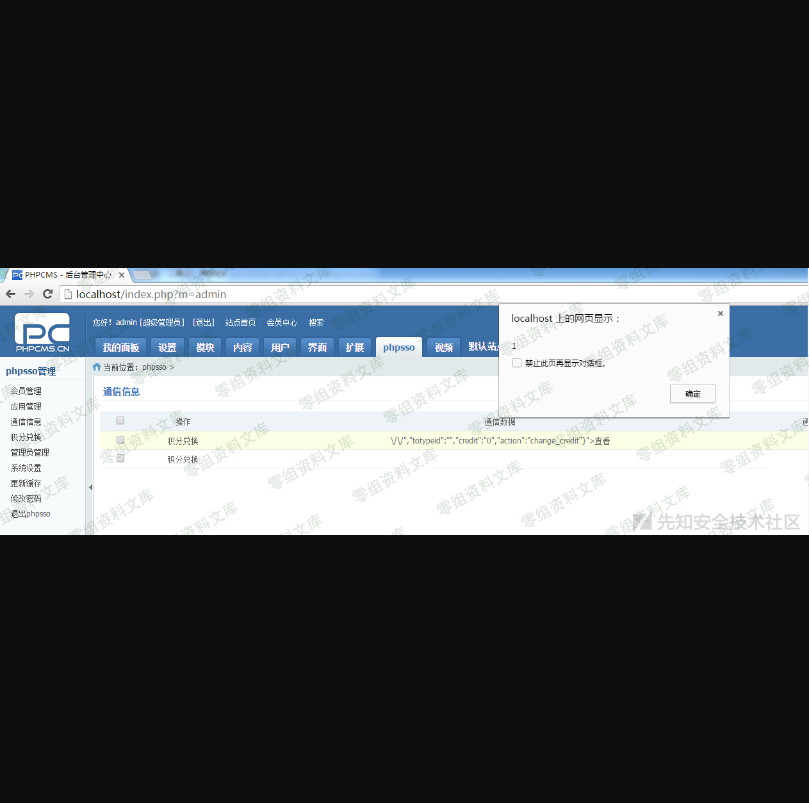 PHPCMS - 后台管理中心
localhost/index.php?m=admin
PC
PHPCMS.CN
您好! admin [超级管理员] [退出] 站点首页 会员中心 搜索
我的面板 设置 模块 内容 用户 界面 扩展 phpsso 视频 默认站点
localhost 上的网页显示：
1
禁止此页再显示对话框。
确定
phpsso管理
会员管理
应用管理
通信信息
积分兑换
管理员管理
系统设置
更新缓存
修改密码
退出phpsso
当前位置：phpsso >
通信信息
操作 通信数据
积分兑换 \/\/","totypeid":"","credit":"0","action":"change_credit"}">查看
积分兑换
先知安全技术社区
零组资料文库